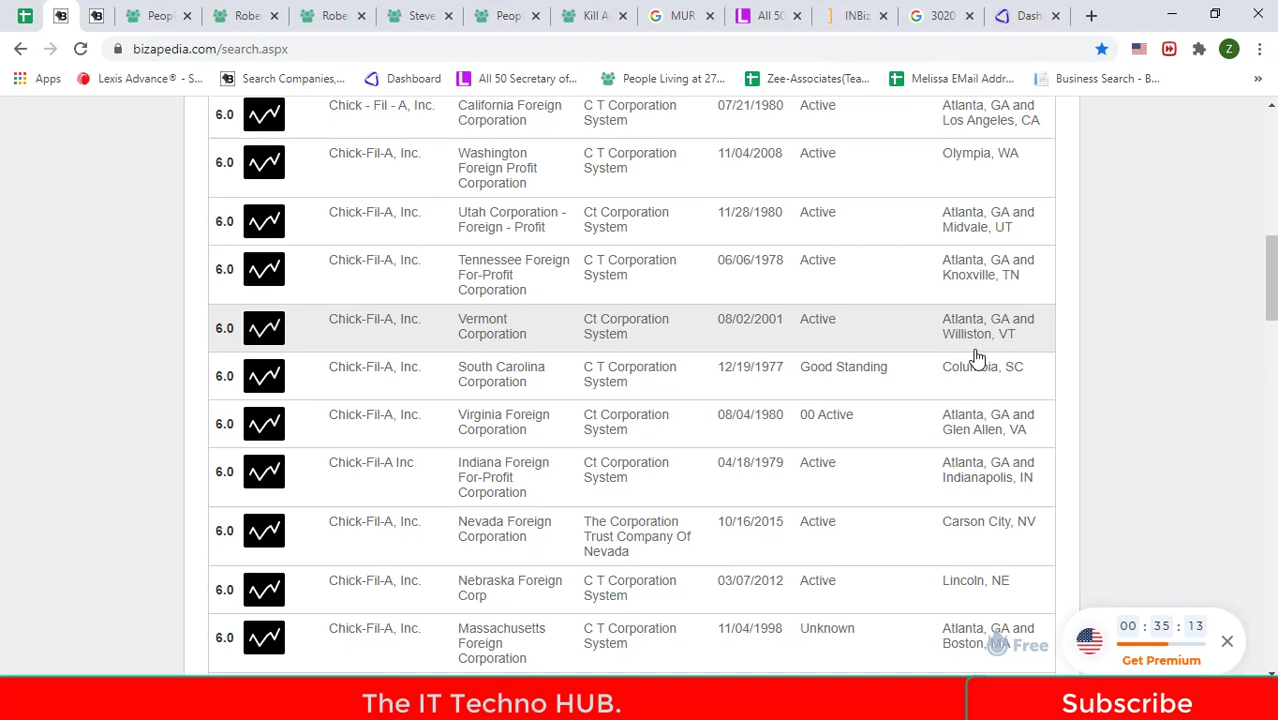 Peopl
Robe
Robe
Steve
Peopl
Kill A
MUR
All 50
INBiz
3020
Dash
bizapedia.com/search.aspx
Z
Apps
Lexis Advance® - S...
Search Companies,...
Dashboard
All 50 Secretary of...
People Living at 27...
Zee-Associates(Tea...
Melissa EMail Addr...
Business Search - B...
»
6.0 Chick - Fil - A, Inc. California Foreign C T Corporation 07/21/1980 Active Atlanta, GA and
Corporation System Los Angeles, CA
6.0 Chick-Fil-A, Inc. Washington C T Corporation 11/04/2008 Active Olympia, WA
Foreign Profit System
Corporation
6.0 Chick-Fil-A, Inc. Utah Corporation - Ct Corporation 11/28/1980 Active Atlanta, GA and
Foreign - Profit System Midvale, UT
6.0 Chick-Fil-A, Inc. Tennessee Foreign C T Corporation 06/06/1978 Active Atlanta, GA and
For-Profit System Knoxville, TN
Corporation
6.0 Chick-Fil-A, Inc. Vermont Ct Corporation 08/02/2001 Active Atlanta, GA and
Corporation System Williston, VT
6.0 Chick-Fil-A, Inc. South Carolina C T Corporation 12/19/1977 Good Standing Columbia, SC
Corporation System
6.0 Chick-Fil-A, Inc. Virginia Foreign Ct Corporation 08/04/1980 00 Active Atlanta, GA and
Corporation System Glen Allen, VA
6.0 Chick-Fil-A Inc Indiana Foreign Ct Corporation 04/18/1979 Active Atlanta, GA and
For-Profit System Indianapolis, IN
Corporation
6.0 Chick-Fil-A, Inc. Nevada Foreign The Corporation 10/16/2015 Active Carson City, NV
Corporation Trust Company Of
Nevada
6.0 Chick-Fil-A, Inc. Nebraska Foreign C T Corporation 03/07/2012 Active Lincoln, NE
Corp System
6.0 Chick-Fil-A, Inc. Massachusetts C T Corporation 11/04/1998 Unknown Atlanta, GA and
Foreign System Boston, MA
Corporation
Free
00 : 35 : 13
Get Premium
The IT Techno HUB.
Subscribe